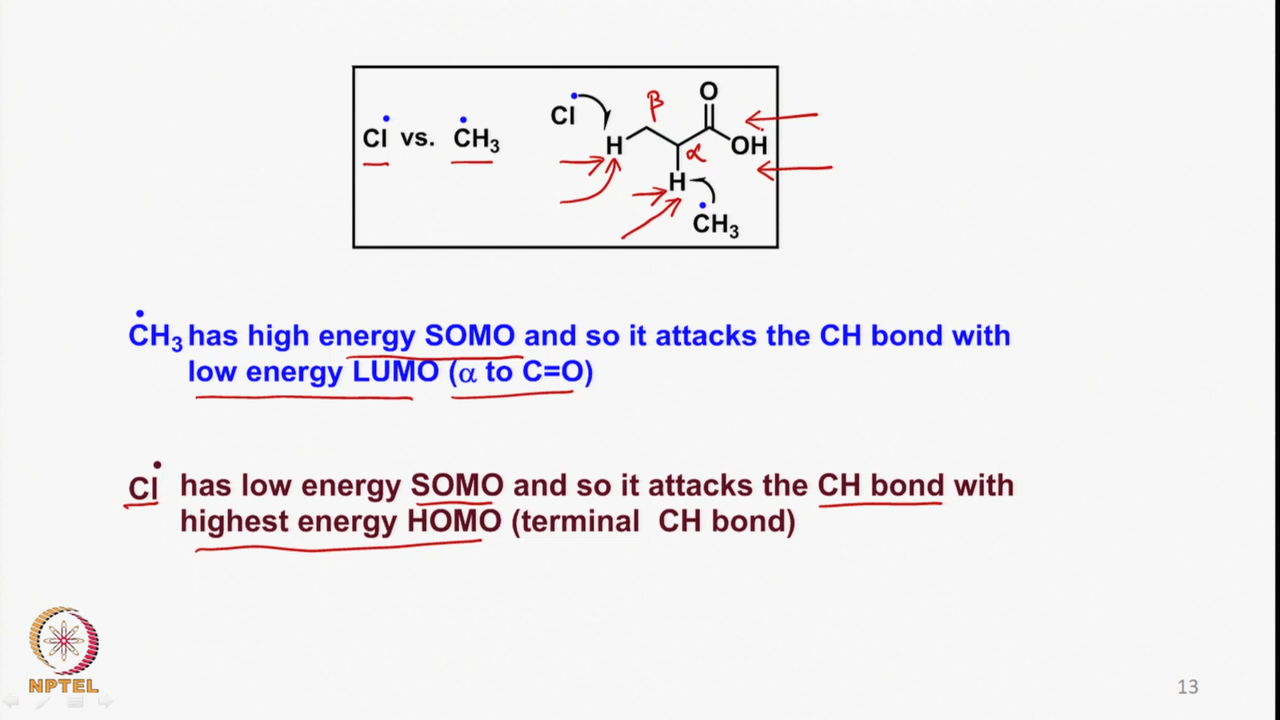 Cl vs. CH3
Cl
β
O
H
α
OH
H
CH3
CH3 has high energy SOMO and so it attacks the CH bond with
low energy LUMO (α to C=O)
Cl has low energy SOMO and so it attacks the CH bond with
highest energy HOMO (terminal CH bond)
NPTEL
13